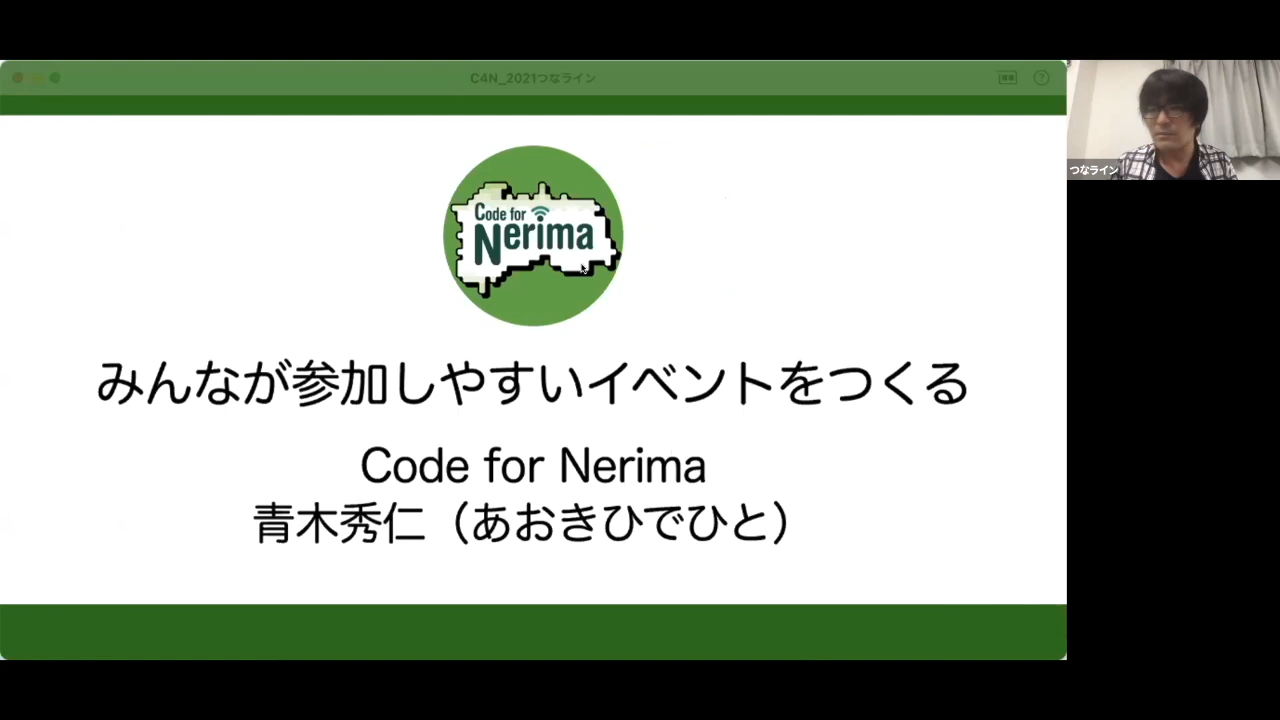 C4N_2021つなライン
Code for
Nerima
みんなが参加しやすいイベントをつくる
Code for Nerima
青木秀仁（あおきひでひと）
つなライン